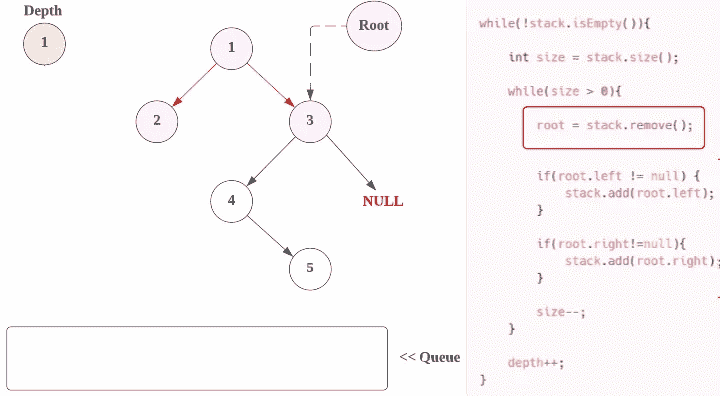 Depth
1
Root
1
2
3
4
NULL
5
<< Queue
while(!stack.isEmpty()){
int size = stack.size();
while(size > 0){
root = stack.remove();
if(root.left != null) {
stack.add(root.left);
}
if(root.right!=null){
stack.add(root.right);
}
size--;
}
depth++;
}